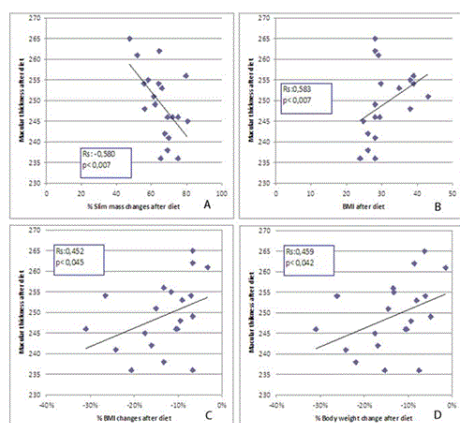 Macular thickness after diet
270
265
260
255
250
245
240
235
230
Rs: -0,580
p<0,007
0
20
40
60
80
100
% Slim mass changes after diet
A
Macular thickness after diet
270
265
260
255
250
245
240
235
230
Rs:0,583
p<0,007
0
10
20
30
40
50
BMI after diet
B
Macular thickness after diet
270
265
260
255
250
245
240
235
230
Rs:0,452
p<0,045
-40%
-30%
-20%
-10%
0%
% BMI changes after diet
C
Macular thickness after diet
270
265
260
255
250
245
240
235
230
Rs:0,459
p<0,042
-40%
-30%
-20%
-10%
0%
% Body weight change after diet
D